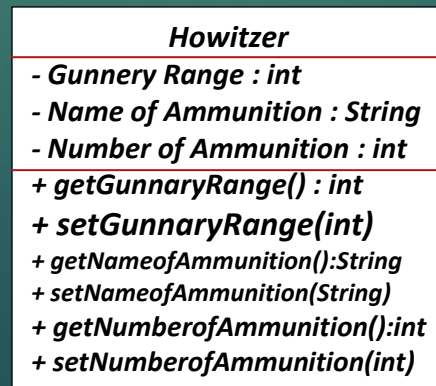 Howitzer
- Gunnery Range : int
- Name of Ammunition : String
- Number of Ammunition : int
+ getGunnaryRange() : int
+ setGunnaryRange(int)
+ getNameofAmmunition():String
+ setNameofAmmunition(String)
+ getNumberofAmmunition():int
+ setNumberofAmmunition(int)